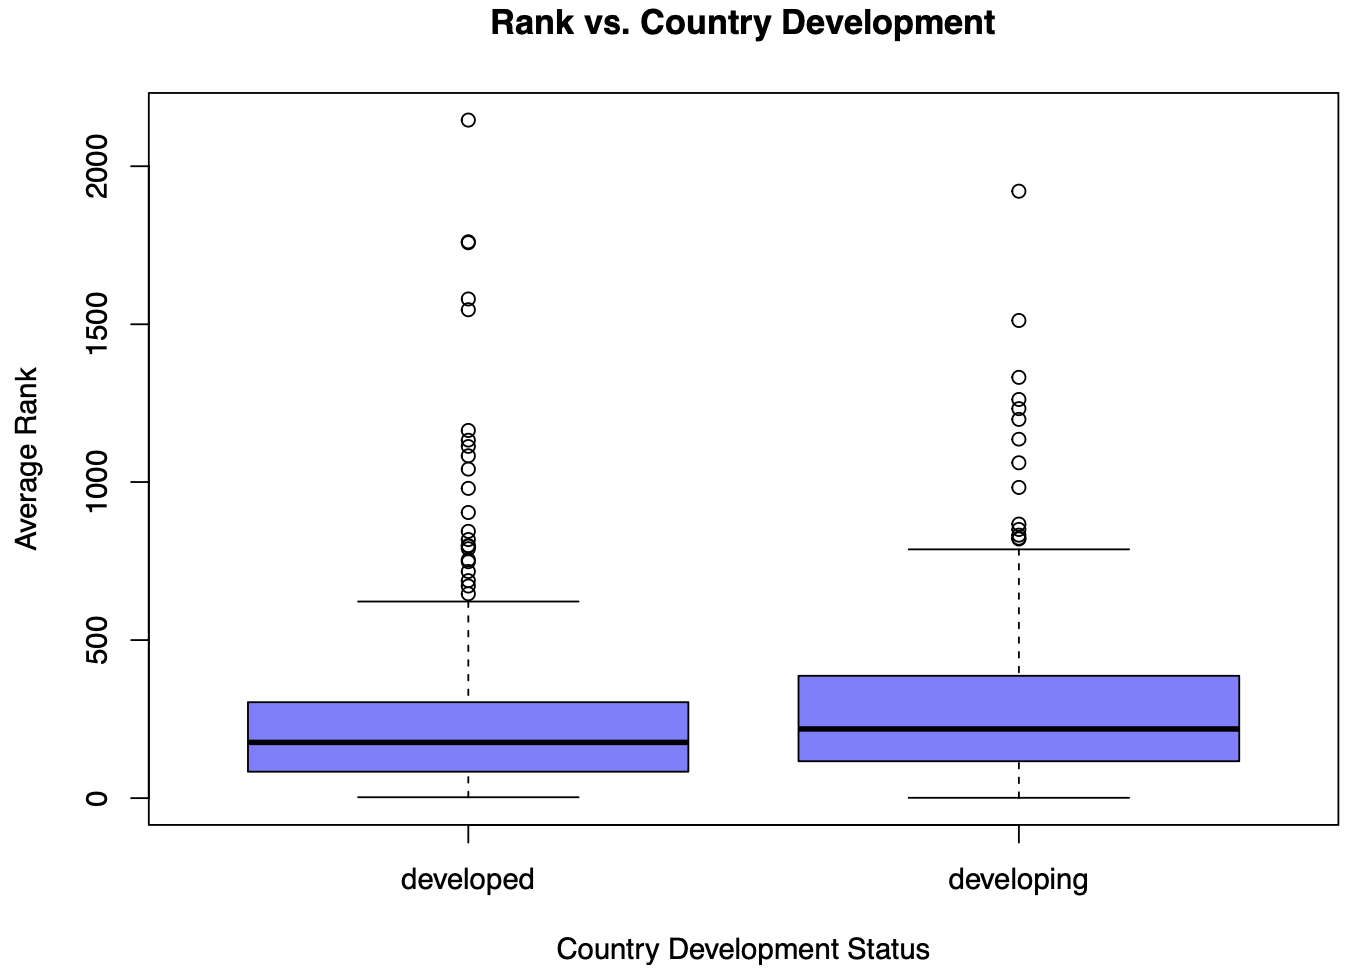 Rank vs. Country Development
Average Rank
2000
1500
1000
500
0
developed
developing
Country Development Status